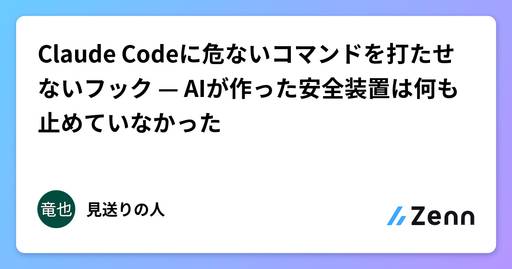 Claude Codeに危ないコマンドを打たせ
ないフック — AIが作った安全装置は何も
止めていなかった
竜也
見送りの人
Zenn